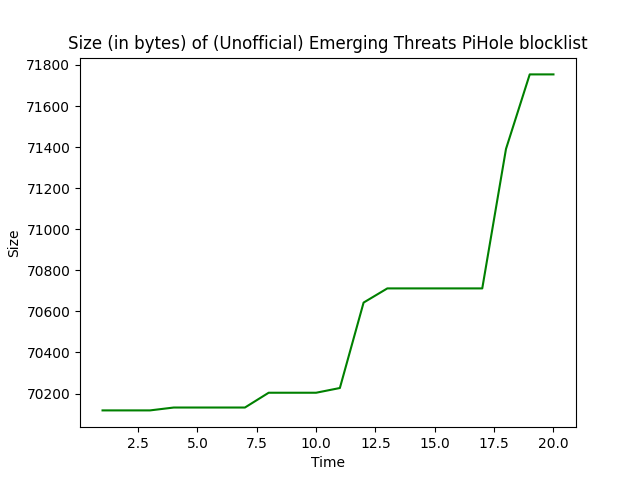 Size (in bytes) of (Unofficial) Emerging Threats PiHole blocklist
71800
71600
71400
71200
71000
70800
70600
70400
70200
Size
2.5 5.0 7.5 10.0 12.5 15.0 17.5 20.0
Time